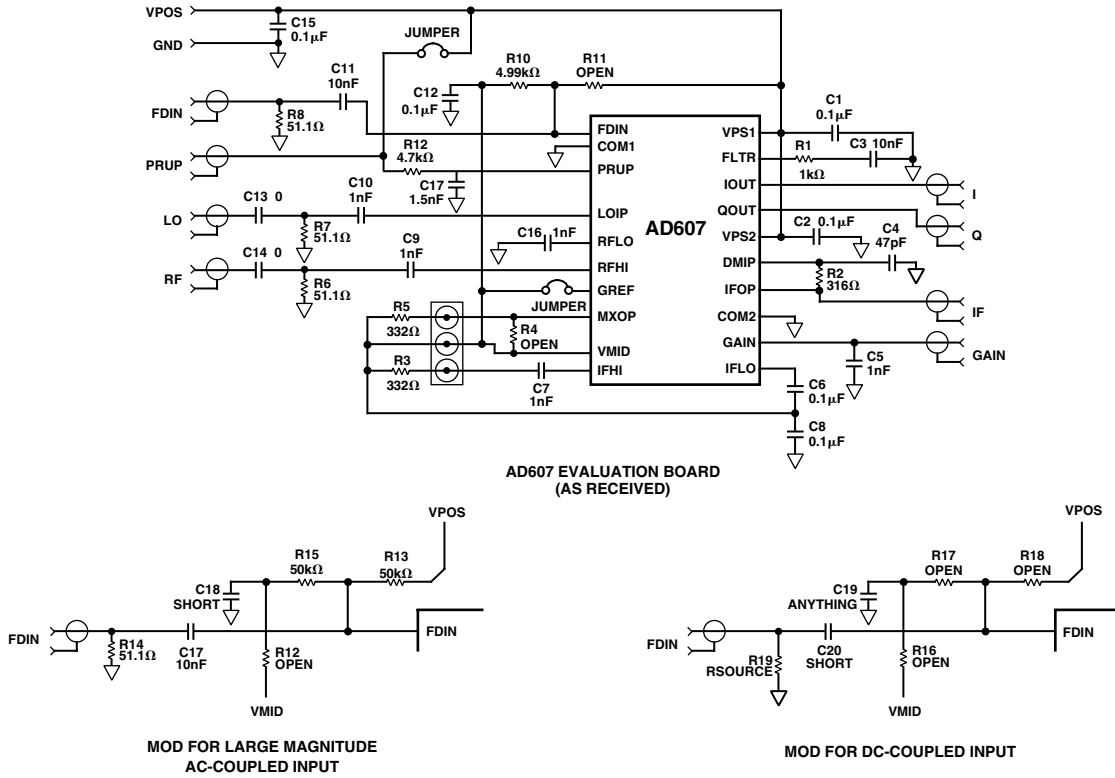 VPOS
C15
0.1µF
GND
JUMPER
R10
4.99kΩ
R11
OPEN
C11
10nF
C12
0.1µF
FDIN
R8
51.1Ω
PRUP
R12
4.7kΩ
C17
1.5nF
C13 0
C10
1nF
LO
R7
51.1Ω
C14 0
C9
1nF
C16 1nF
RF
R6
51.1Ω
JUMPER
R5
332Ω
R4
OPEN
R3
332Ω
C7
1nF
AD607
FDIN
COM1
PRUP
LOIP
RFLO
RFHI
GREF
MXOP
VMID
IFHI
VPS1
FLTR
IOUT
QOUT
VPS2
DMIP
IFOP
COM2
GAIN
IFLO
C1
0.1µF
R1
1kΩ
C3 10nF
I
Q
C2 0.1µF
C4
47pF
R2
316Ω
IF
GAIN
C5
1nF
C6
0.1µF
C8
0.1µF
AD607 EVALUATION BOARD
(AS RECEIVED)
VPOS
R15
50kΩ
R13
50kΩ
C18
SHORT
FDIN
R14
51.1Ω
C17
10nF
R12
OPEN
FDIN
VMID
MOD FOR LARGE MAGNITUDE
AC-COUPLED INPUT
VPOS
R17
OPEN
R18
OPEN
C19
ANYTHING
FDIN
R19
RSOURCE
C20
SHORT
R16
OPEN
FDIN
VMID
MOD FOR DC-COUPLED INPUT